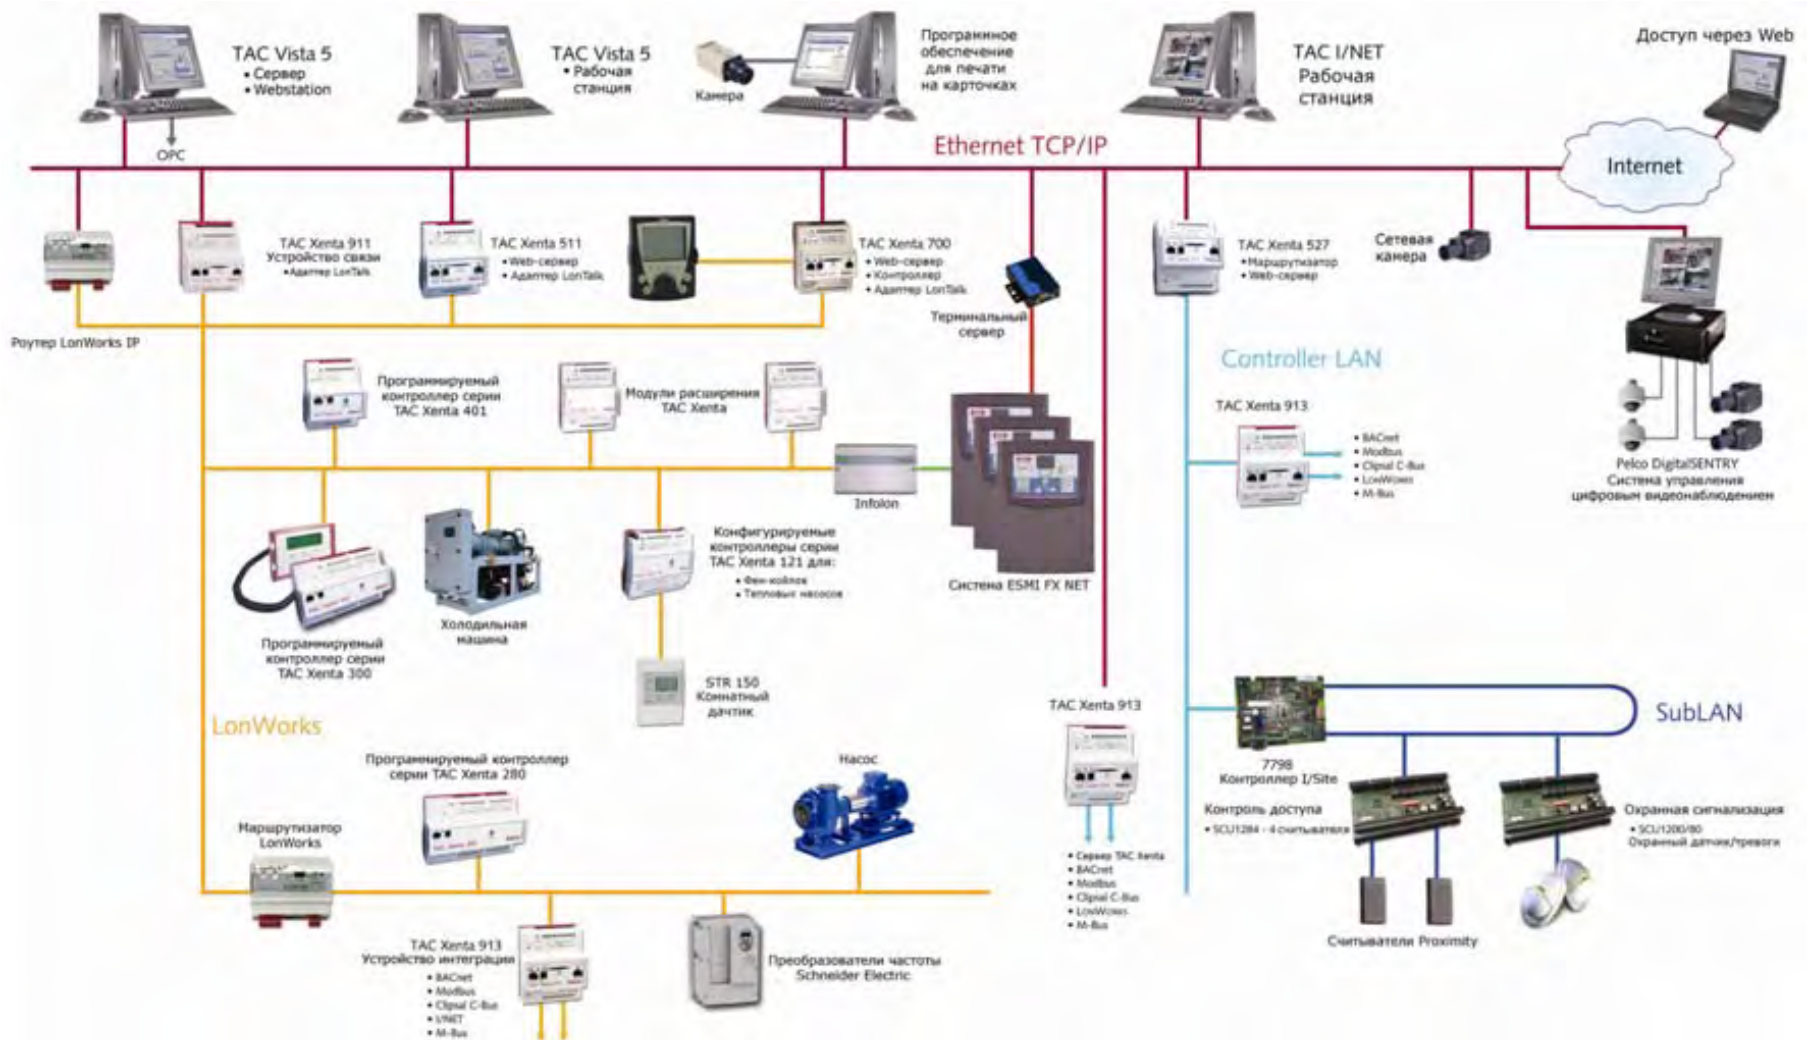 TAC Vista 5
• Сервер
• Webstation
OPC
TAC Vista 5
• Рабочая
станция
Камера
Программное
обеспечение
для печати
на карточках
TAC I/NET
Рабочая
станция
Доступ через Web
Ethernet TCP/IP
Internet
Роутер LonWorks IP
TAC Xenta 911
Устройство связи
• Адаптер LonTalk
TAC Xenta 511
• Web-сервер
• Адаптер LonTalk
TAC Xenta 700
• Web-сервер
• Контроллер
• Адаптер LonTalk
Терминальный
сервер
TAC Xenta 527
• Маршрутизатор
• Web-сервер
Сетевая
камера
Controller LAN
Программируемый
контроллер серии
TAC Xenta 401
Модули расширения
TAC Xenta
Infolon
Система ESMI FX NET
TAC Xenta 913
• BACnet
• Modbus
• Clipsal C-Bus
• LonWorks
• M-Bus
Pelco DigitalSENTRY
Система управления
цифровым видеонаблюдением
Программируемый
контроллер серии
TAC Xenta 300
Холодильная
машина
Конфигурируемые
контроллеры серии
TAC Xenta 121 для:
• Фен-койлов
• Тепловых насосов
STR 150
Комнатный
датчик
LonWorks
TAC Xenta 913
• Сервер TAC Xenta
• BACnet
• Modbus
• Clipsal C-Bus
• LonWorks
• M-Bus
7798
Контроллер I/Site
SubLAN
Контроль доступа
• SCU1284 - 4 считывателя
Охранная сигнализация
• SCU1200/80
Охранный датчик/тревоги
Считыватели Proximity
Программируемый контроллер
серии TAC Xenta 280
Насос
Маршрутизатор
LonWorks
TAC Xenta 913
Устройство интеграции
• BACnet
• Modbus
• Clipsal C-Bus
• I/NET
• M-Bus
Преобразователи частоты
Schneider Electric